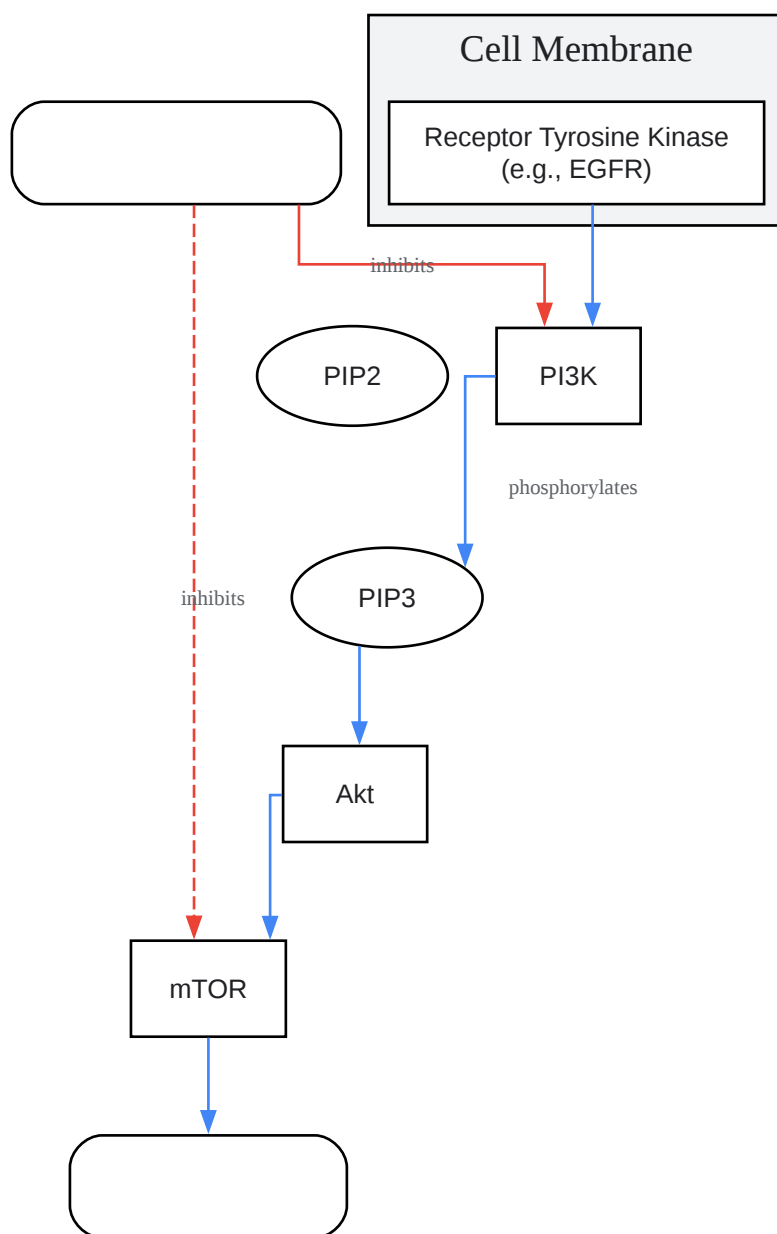 Cell Membrane
Receptor Tyrosine Kinase
(e.g., EGFR)
inhibits
PIP2
PI3K
phosphorylates
PIP3
inhibits
Akt
mTOR